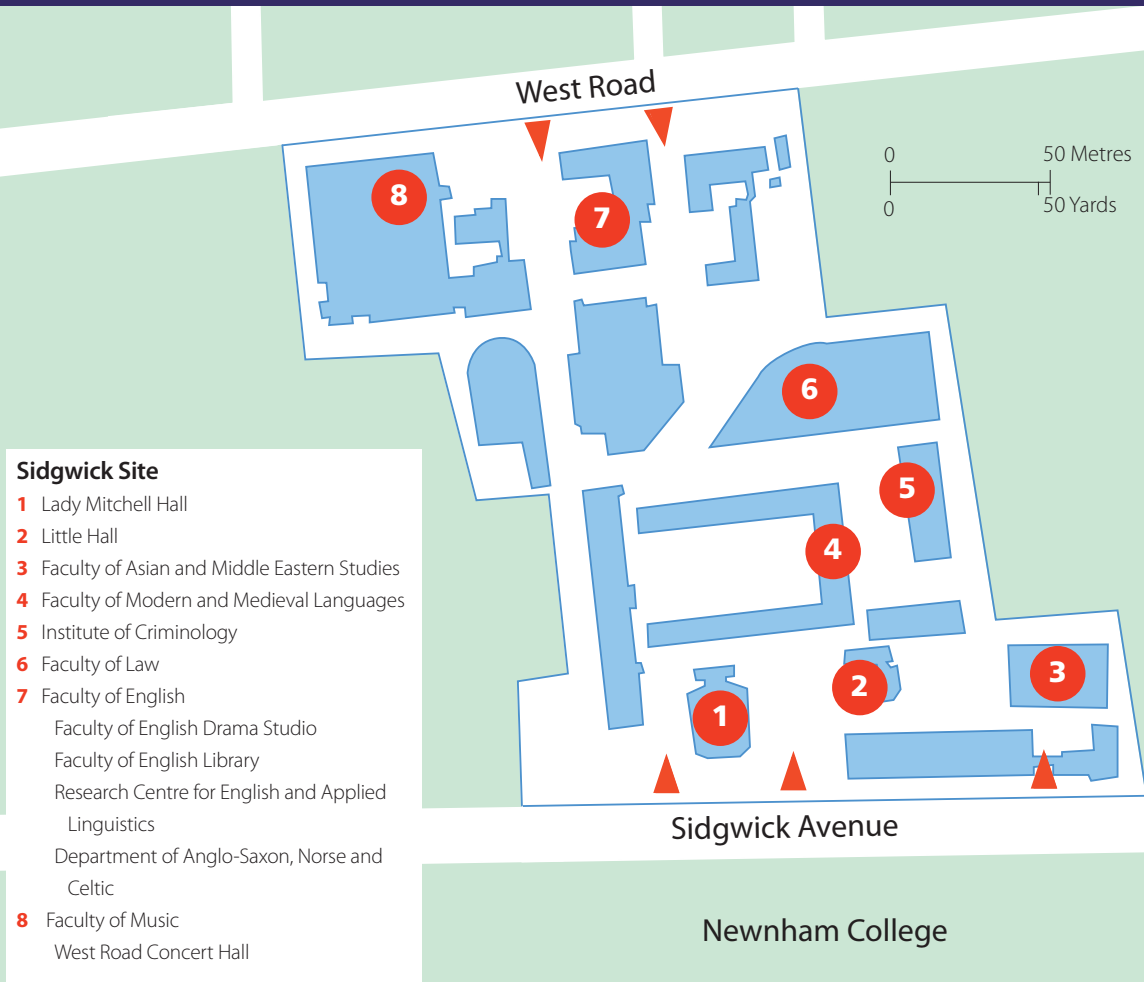 West Road
0 50 Metres
0 50 Yards
8
7
6
5
4
3
2
1
Sidgwick Site
1 Lady Mitchell Hall
2 Little Hall
3 Faculty of Asian and Middle Eastern Studies
4 Faculty of Modern and Medieval Languages
5 Institute of Criminology
6 Faculty of Law
7 Faculty of English
Faculty of English Drama Studio
Faculty of English Library
Research Centre for English and Applied
Linguistics
Department of Anglo-Saxon, Norse and
Celtic
8 Faculty of Music
West Road Concert Hall
Sidgwick Avenue
Newnham College